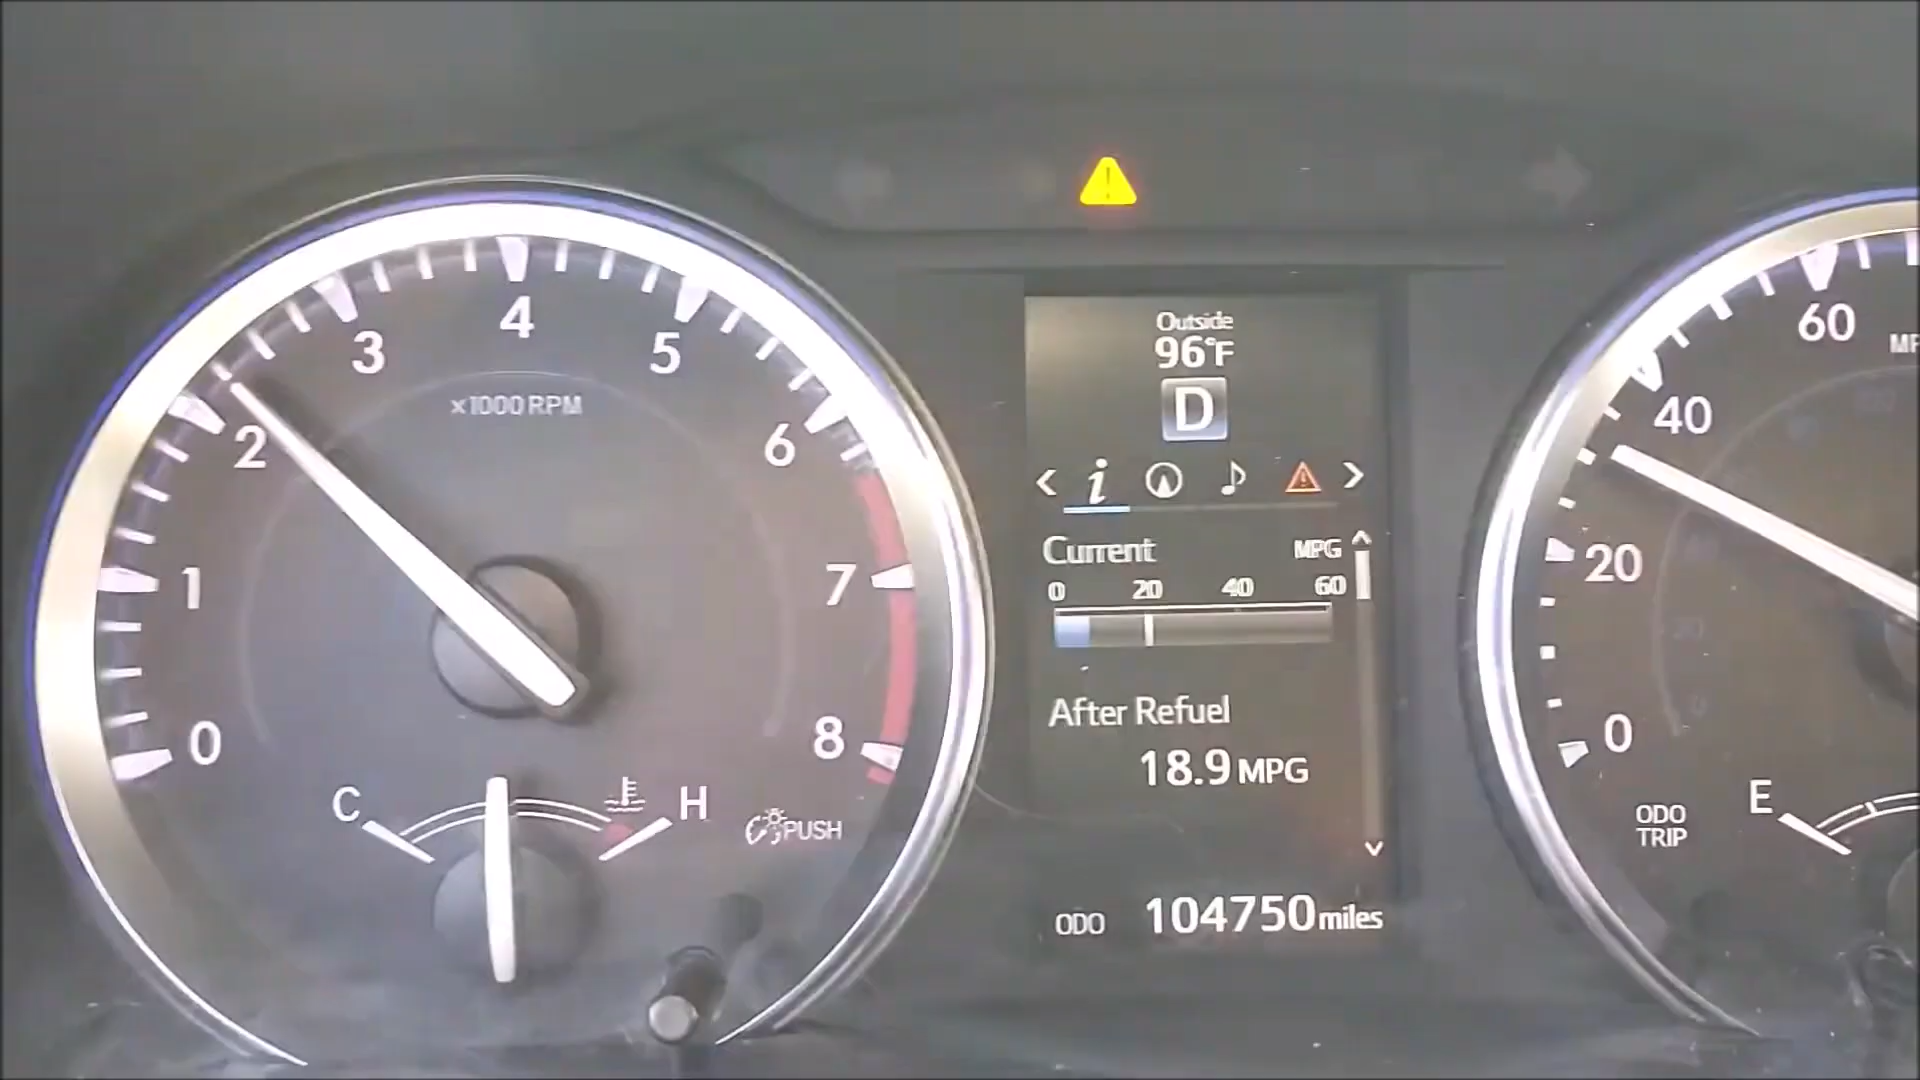 Outside
96°F
D
4
3
5
×1000 RPM
2
6
1
7
0
8
C
H
PUSH
i
Current MPG
0 20 40 60
After Refuel
18.9 MPG
ODO 104750 miles
60
40
20
0
ODO
TRIP
E